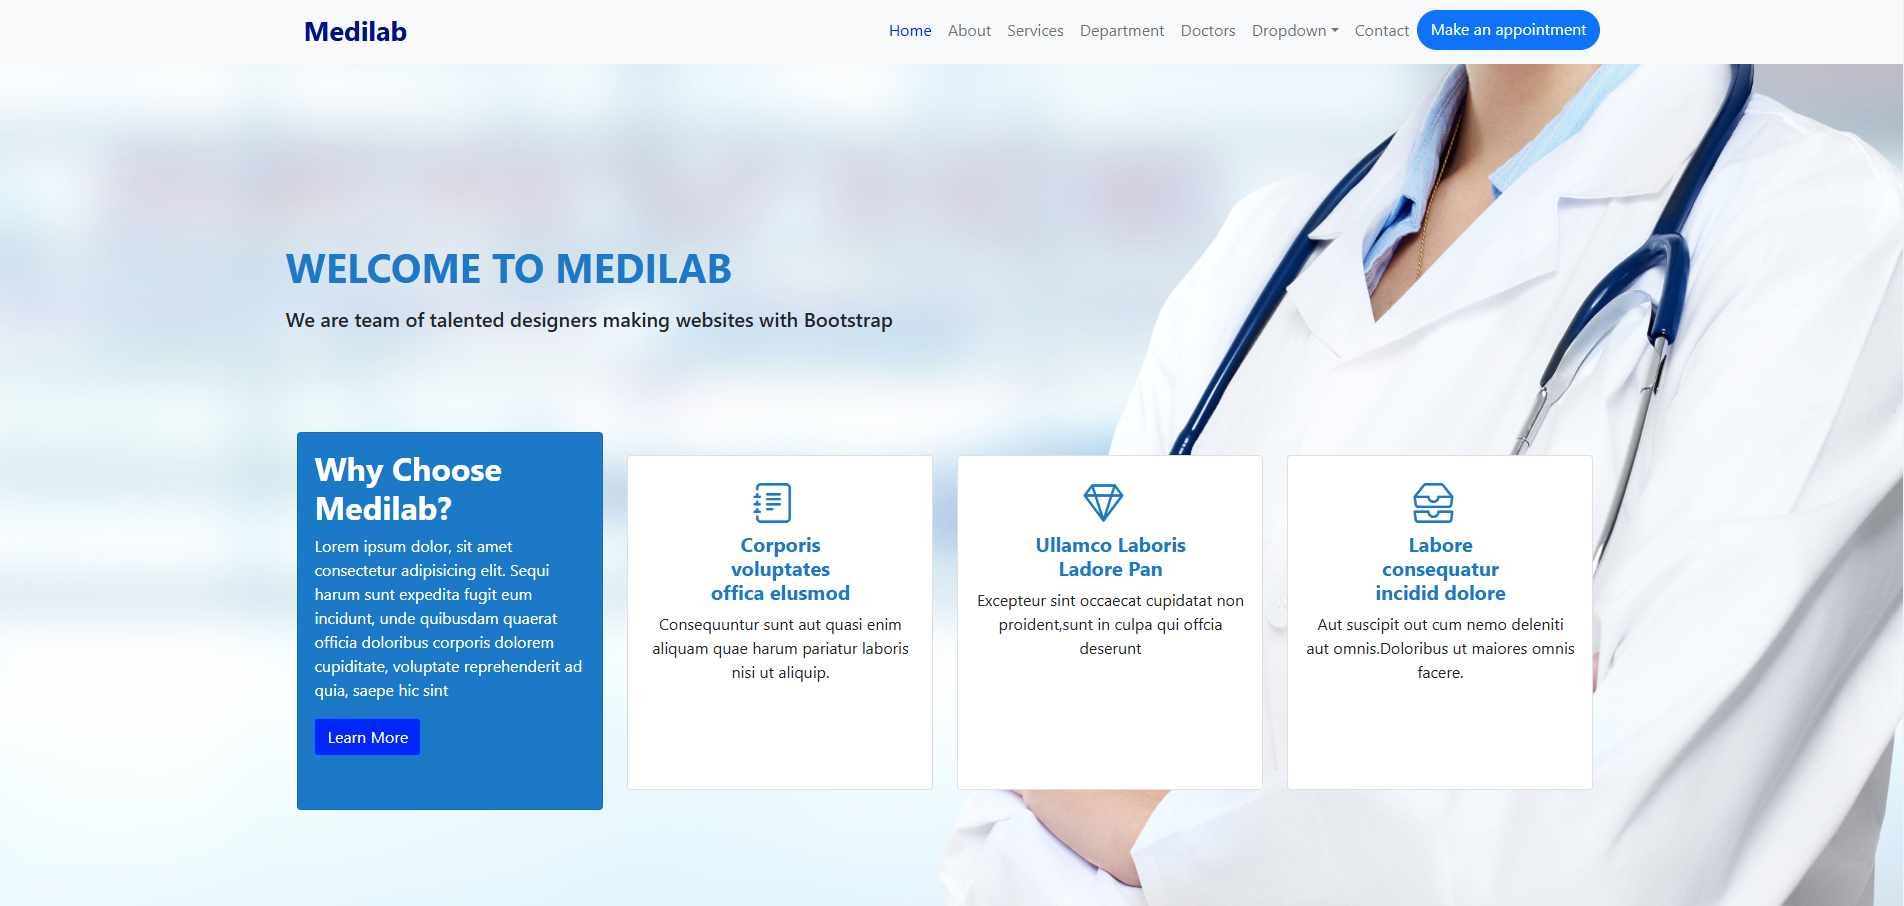 Medilab
Home About Services Department Doctors Dropdown Contact Make an appointment
WELCOME TO MEDILAB
We are team of talented designers making websites with Bootstrap
Why Choose
Medilab?
Lorem ipsum dolor, sit amet
consectetur adipisicing elit. Sequi
harum sunt expedita fugit eum
incidunt, unde quibusdam quaerat
officia doloribus corporis dolorem
cupiditate, voluptate reprehenderit ad
quia, saepe hic sint
Learn More
Corporis
voluptates
offica elusmod
Consequuntur sunt aut quasi enim
aliquam quae harum pariatur laboris
nisi ut aliquip.
Ullamco Laboris
Ladore Pan
Excepteur sint occaecat cupidatat non
proident,sunt in culpa qui offcia
deserunt
Labore
consequatur
incidid dolore
Aut suscipit out cum nemo deleniti
aut omnis.Doloribus ut maiores omnis
facere.